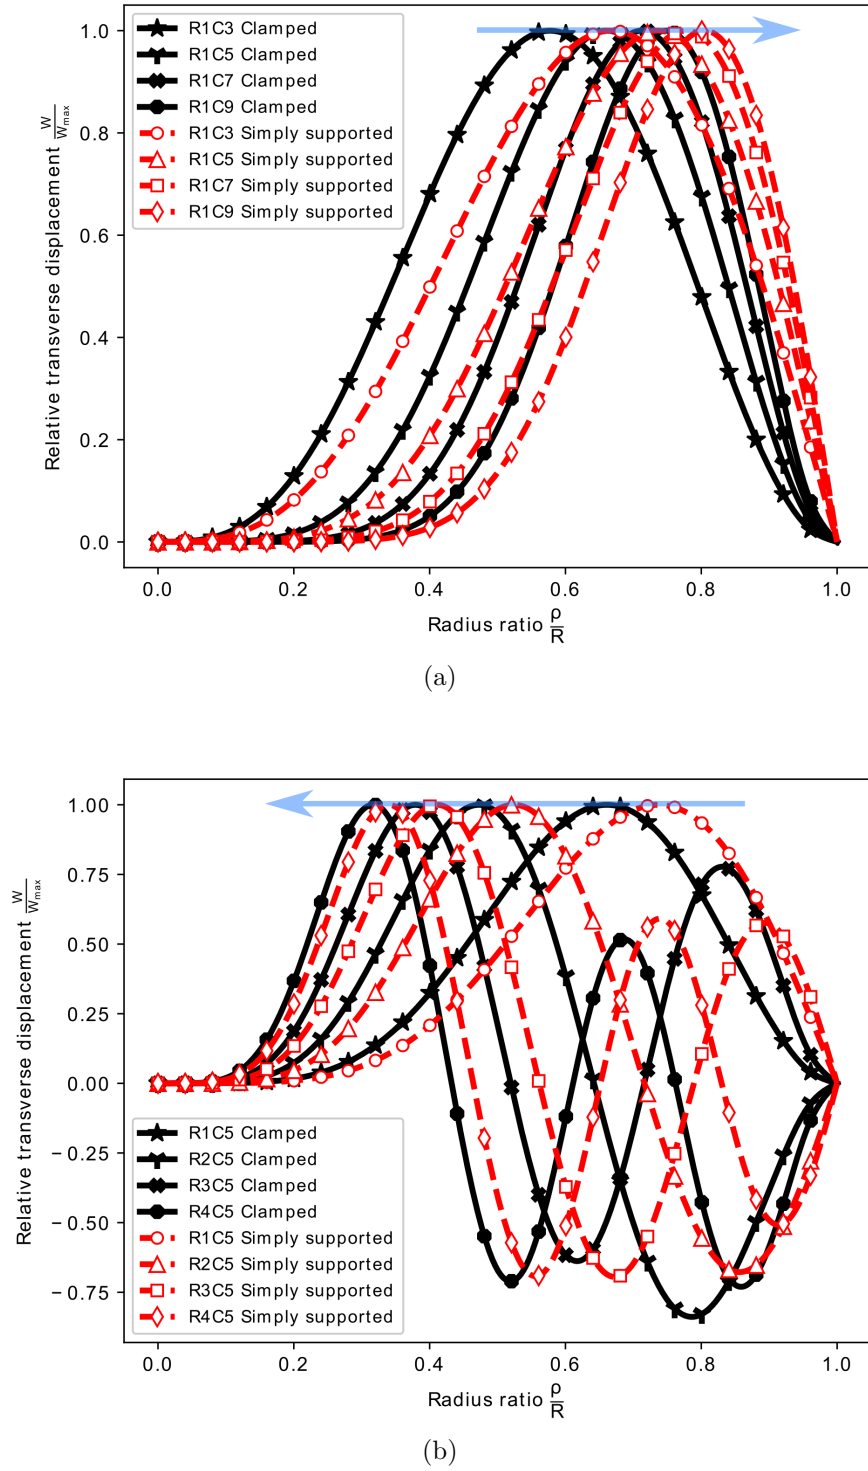 R1C3 Clamped
R1C5 Clamped
R1C7 Clamped
R1C9 Clamped
R1C3 Simply supported
R1C5 Simply supported
R1C7 Simply supported
R1C9 Simply supported
Relative transverse displacement W/Wmax
1.0
0.8
0.6
0.4
0.2
0.0
0.0 0.2 0.4 0.6 0.8 1.0
Radius ratio ρ/R
(a)
Relative transverse displacement W/Wmax
1.00
0.75
0.50
0.25
0.00
−0.25
−0.50
−0.75
R1C5 Clamped
R2C5 Clamped
R3C5 Clamped
R4C5 Clamped
R1C5 Simply supported
R2C5 Simply supported
R3C5 Simply supported
R4C5 Simply supported
0.0 0.2 0.4 0.6 0.8 1.0
Radius ratio ρ/R
(b)